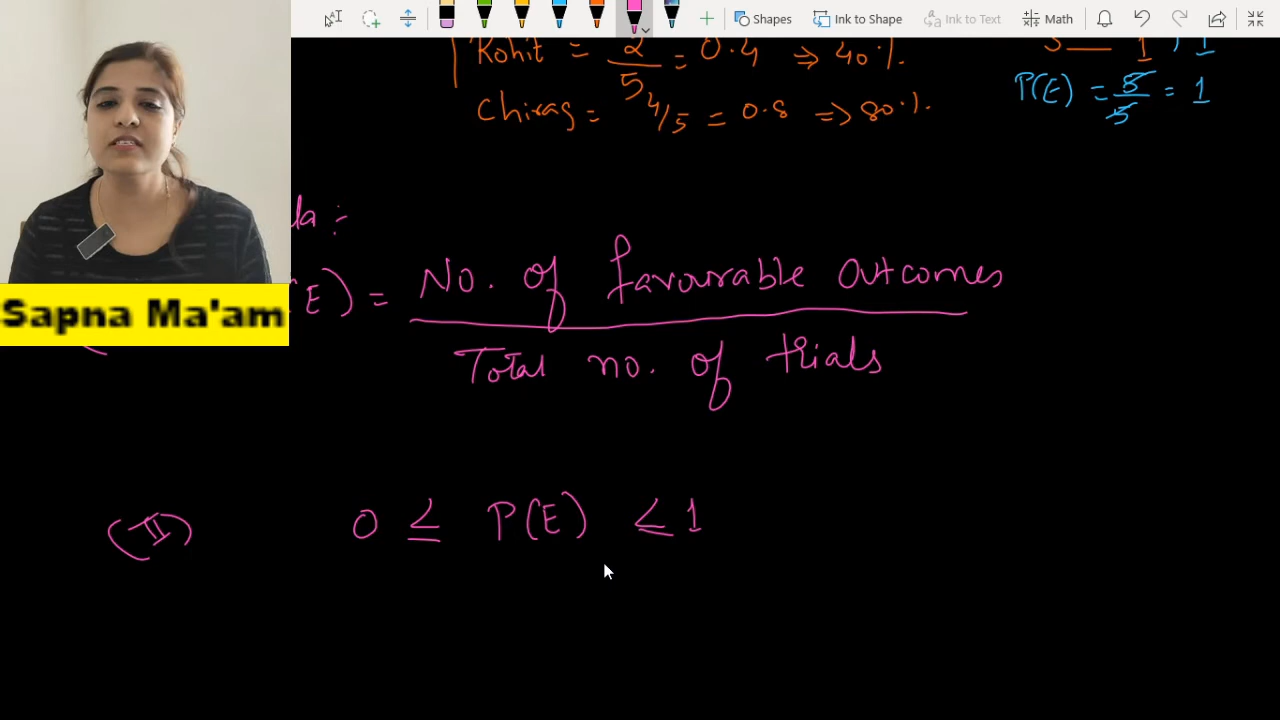 Shapes Ink to Shape Ink to Text Math
Rohit = 2/5 = 0.4 ⇒ 40%.
1, 1
Chirag = 4/5 = 0.8 ⇒ 80%.
P(E) = 5/5 = 1
la :-
E) = No. of favourable Outcomes
Total no. of trials
Sapna Ma'am
(II) 0 ≤ P(E) ≤ 1